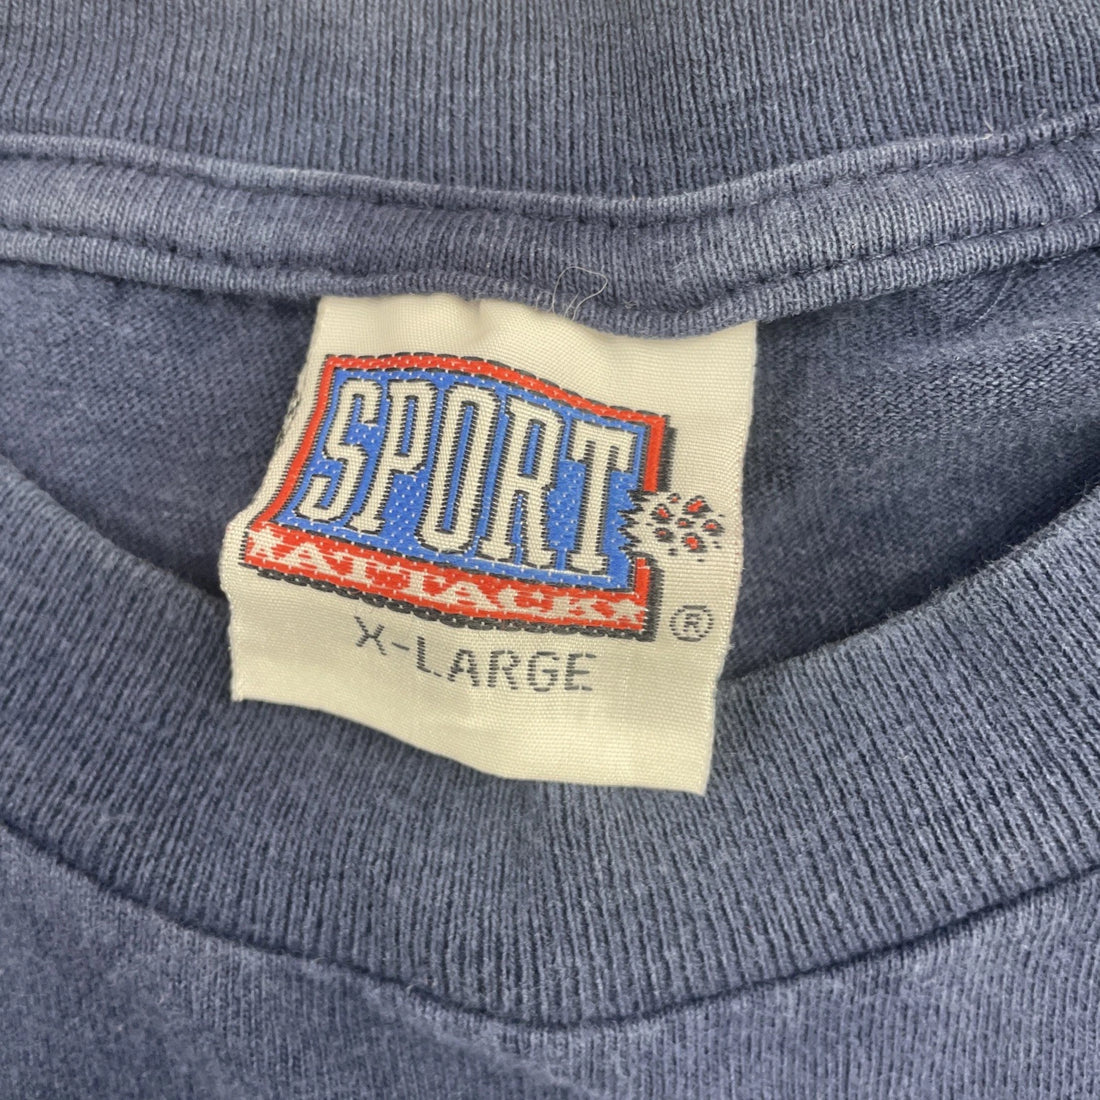 SPORT
ATTACK
®
X-LARGE